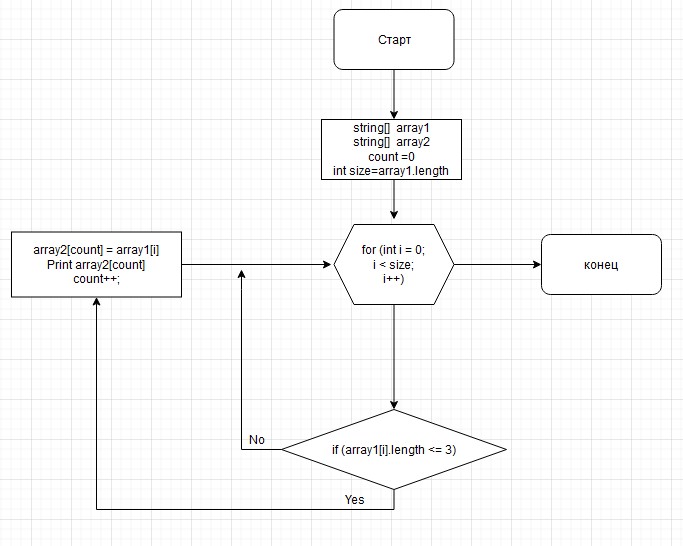 Старт
string[] array1
string[] array2
count =0
int size=array1.length
array2[count] = array1[i]
Print array2[count]
count++;
for (int i = 0;
i < size;
i++)
конец
No
if (array1[i].length <= 3)
Yes